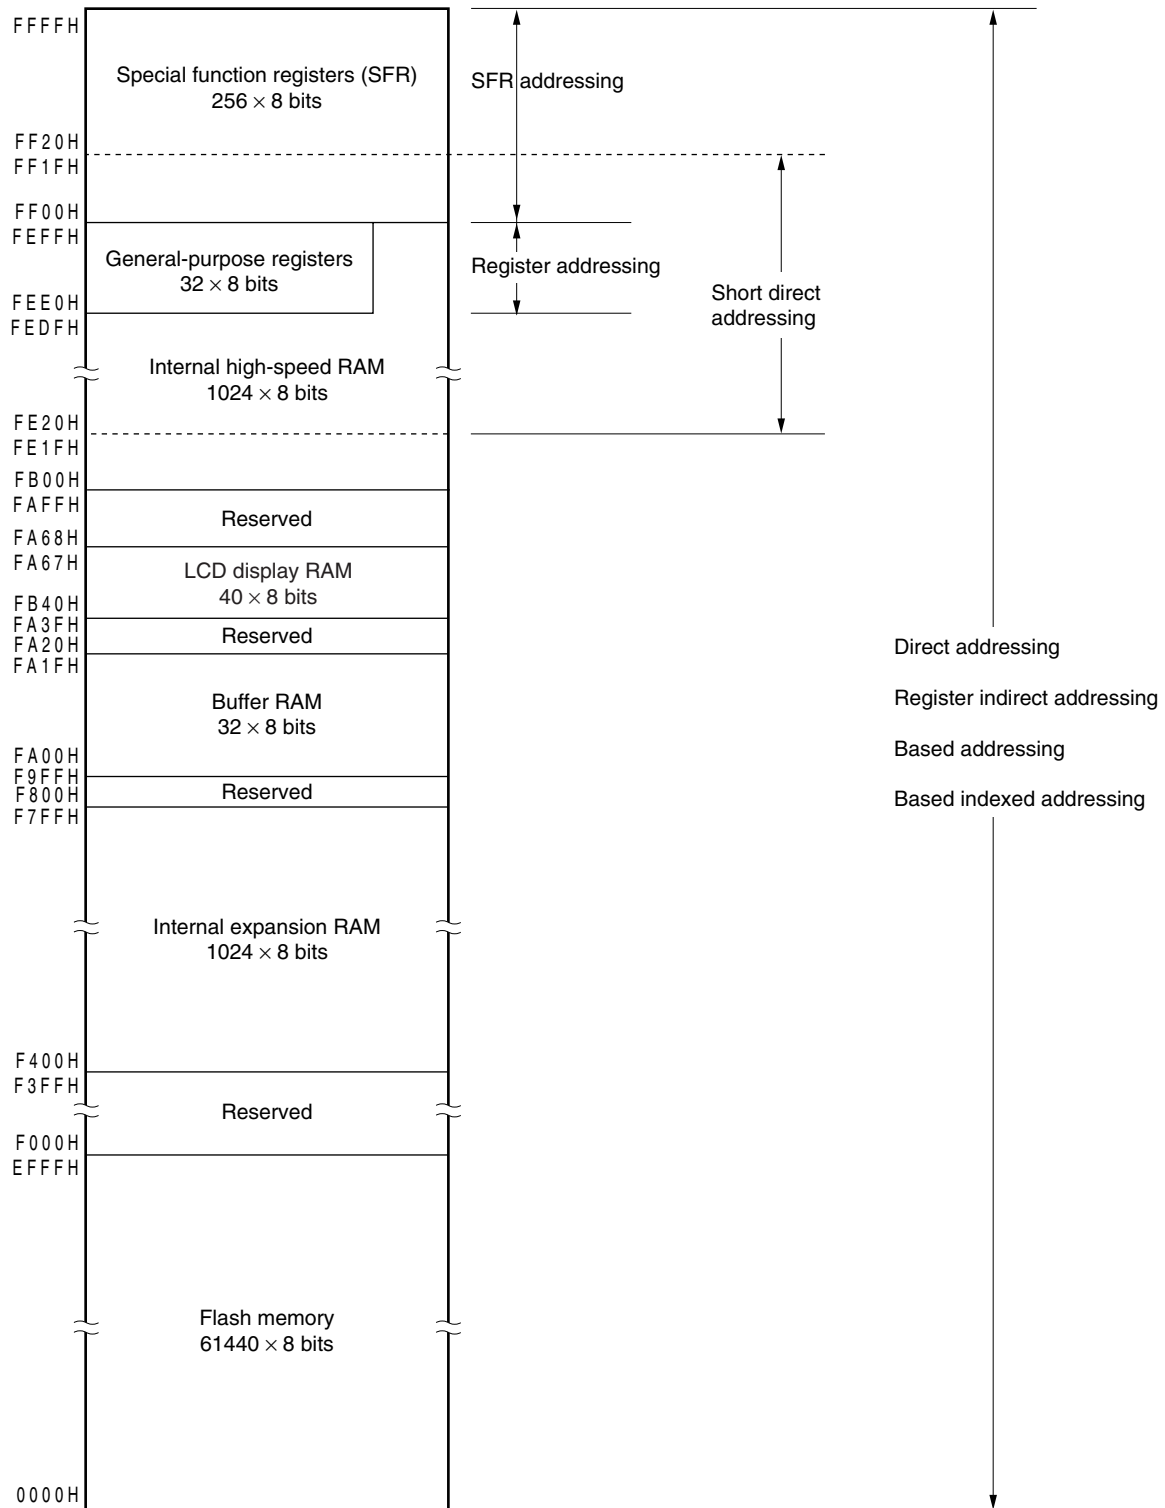 FFFFH
Special function registers (SFR)
256 × 8 bits
SFR addressing
FF20H
FF1FH
FF00H
FEFFH
General-purpose registers
32 × 8 bits
Register addressing
Short direct
addressing
FEE0H
FEDFH
Internal high-speed RAM
1024 × 8 bits
FE20H
FE1FH
FB00H
FAFFH
Reserved
FA68H
FA67H
LCD display RAM
40 × 8 bits
FB40H
FA3FH
Reserved
FA20H
FA1FH
Direct addressing
Register indirect addressing
Based addressing
Based indexed addressing
Buffer RAM
32 × 8 bits
FA00H
F9FFH
Reserved
F800H
F7FFH
Internal expansion RAM
1024 × 8 bits
F400H
F3FFH
Reserved
F000H
EFFFH
Flash memory
61440 × 8 bits
0000H